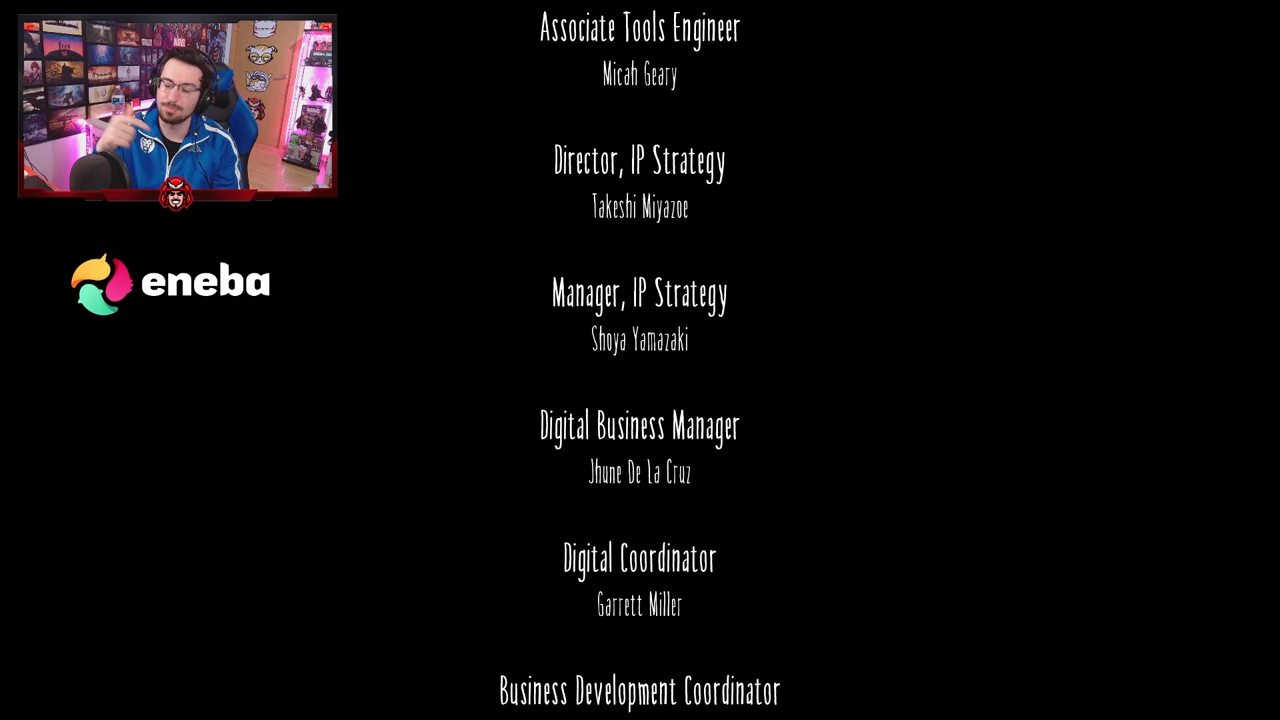 Associate Tools Engineer
Micah Geary
Director, IP Strategy
Takeshi Miyazoe
eneba
Manager, IP Strategy
Shoya Yamazaki
Digital Business Manager
Jhune De La Cruz
Digital Coordinator
Garrett Miller
Business Development Coordinator